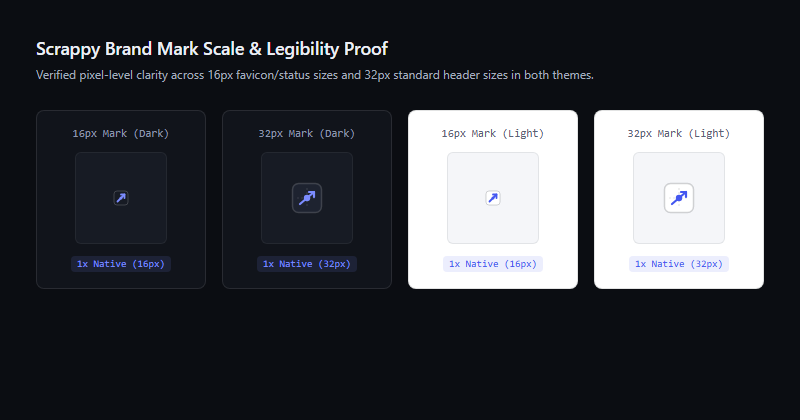 Scrappy Brand Mark Scale & Legibility Proof
Verified pixel-level clarity across 16px favicon/status sizes and 32px standard header sizes in both themes.
16px Mark (Dark)
1x Native (16px)
32px Mark (Dark)
1x Native (32px)
16px Mark (Light)
1x Native (16px)
32px Mark (Light)
1x Native (32px)